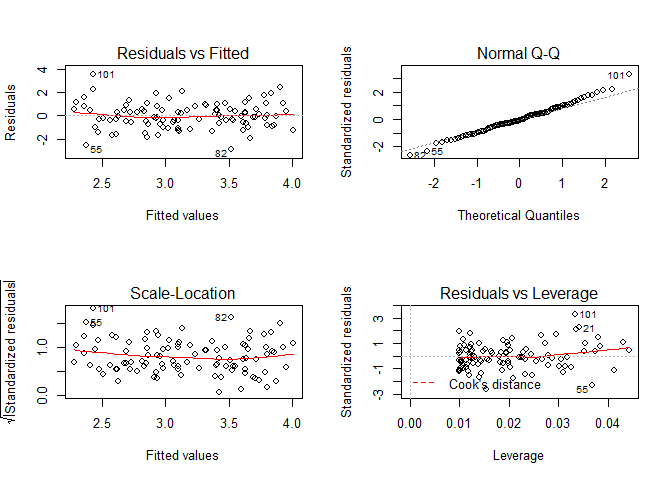 Residuals vs Fitted
Residuals
-2 0 2 4
101
55
82
2.5 3.0 3.5 4.0
Fitted values
Normal Q-Q
Standardized residuals
-2 0 2
101
82
55
-2 -1 0 1 2
Theoretical Quantiles
Scale-Location
√|Standardized residuals|
0.0 1.0
101
55
82
2.5 3.0 3.5 4.0
Fitted values
Residuals vs Leverage
Standardized residuals
-3 -1 1 3
101
21
55
Cook's distance
0.00 0.01 0.02 0.03 0.04
Leverage